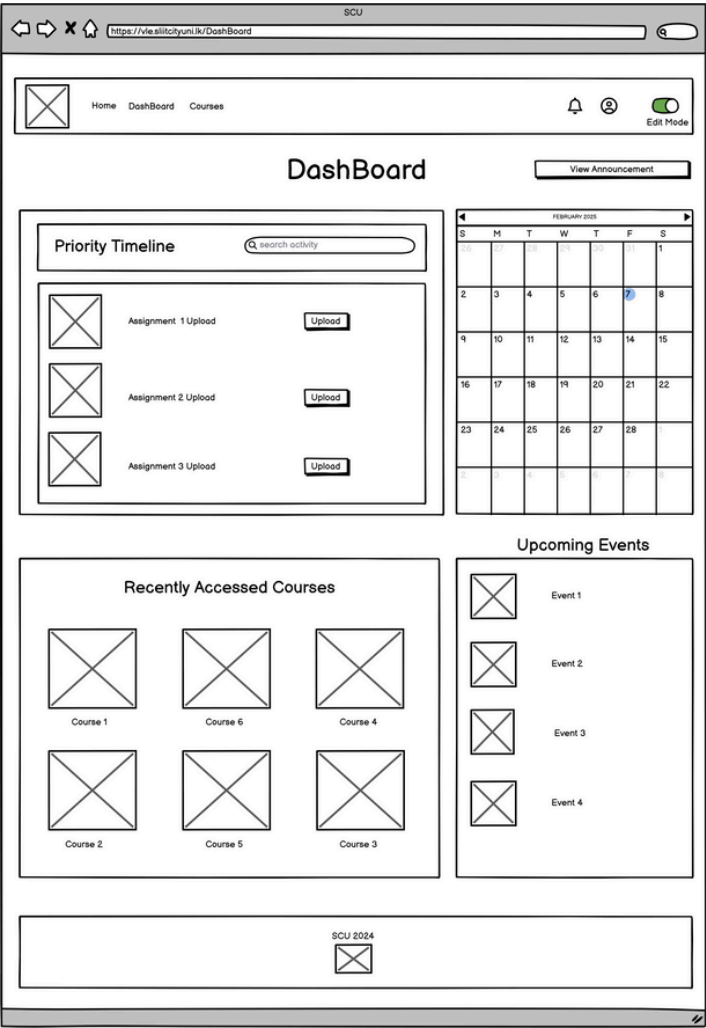 SCU
https://vle.sliitcityuni.lk/DashBoard
Home DashBoard Courses
Edit Mode
DashBoard
View Announcement
Priority Timeline
search activity
Assignment 1 Upload
Upload
Assignment 2 Upload
Upload
Assignment 3 Upload
Upload
FEBRUARY 2025
S M T W T F S
26 27 28 29 30 31 1
2 3 4 5 6 7 8
9 10 11 12 13 14 15
16 17 18 19 20 21 22
23 24 25 26 27 28 1
2 3 4 5 6 7 8
Recently Accessed Courses
Course 1 Course 6 Course 4
Course 2 Course 5 Course 3
Upcoming Events
Event 1
Event 2
Event 3
Event 4
SCU 2024